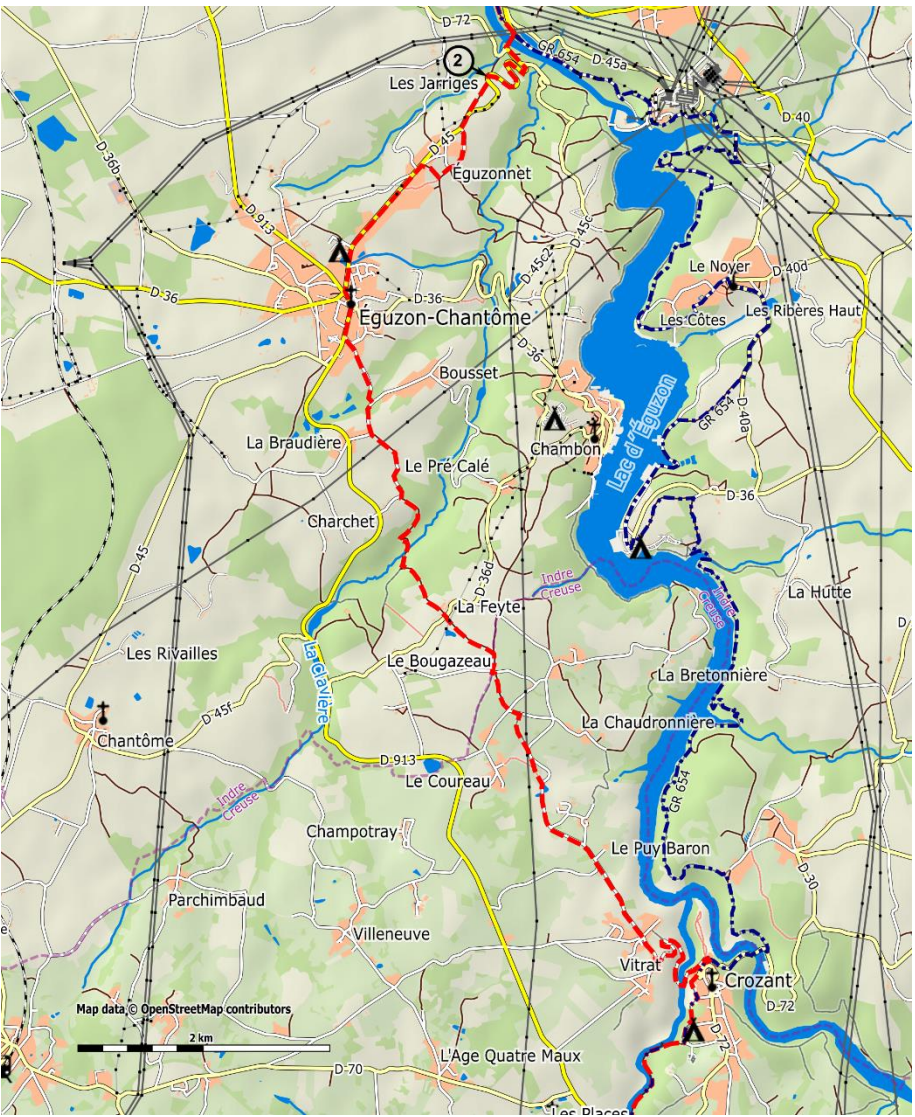 D 72
GR 654
D 45a
2
Les Jarriges
D 40
D 36b
D 45
Éguzonnet
D 913
D 45c
D 45c2
Le Noyer
D 40d
D 36
D 36
Éguzon-Chantôme
Les Côtes
Les Ribères Haut
D 36
Bousset
Lac d'Éguzon
GR 654
D 40a
La Braudière
Chambon
Le Pré Calé
D 36
Charchet
D 45
D 36d
Indre
Creuse
Indre
Creuse
La Hutte
La Feyte
D
Les Rivailles
La Clavière
Le Bougazeau
La Bretonnière
D 45f
La Chaudronnière
Chantôme
D 913
Le Coureau
Indre
Creuse
GR 654
Champotray
Le Puy Baron
D 30
Parchimbaud
e
Villeneuve
Vitrat
Crozant
Map data © OpenStreetMap contributors
D 72
2 km
D 72
L'Age Quatre Maux
D 70
Les Places